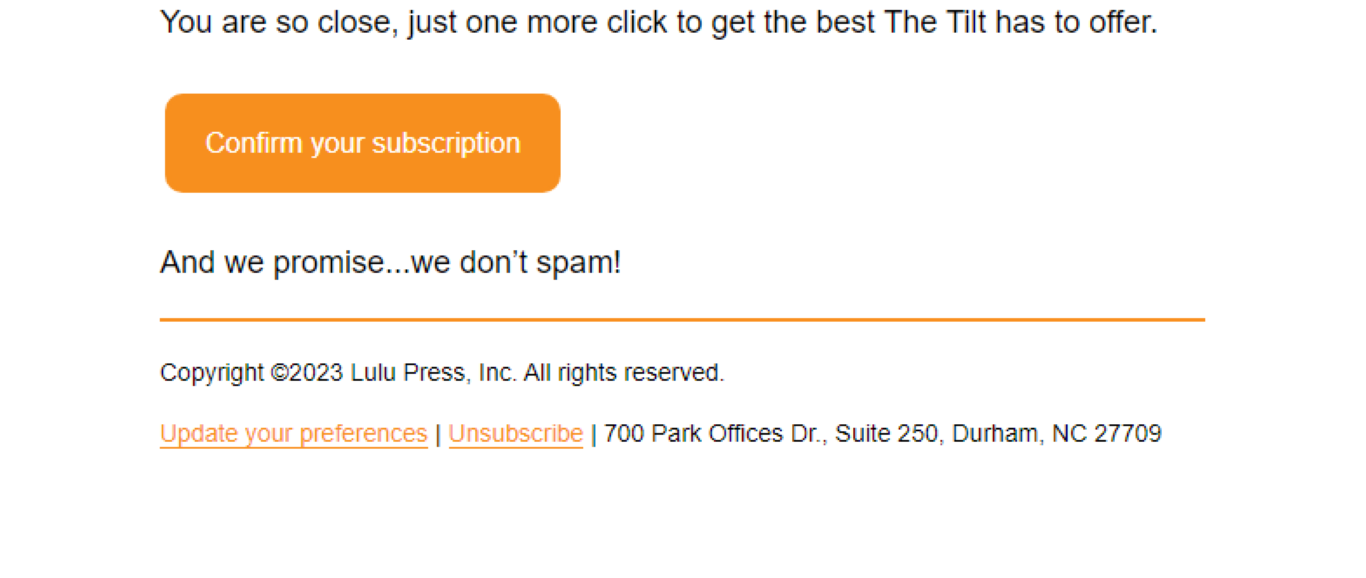 You are so close, just one more click to get the best The Tilt has to offer.
Confirm your subscription
And we promise...we don’t spam!
Copyright ©2023 Lulu Press, Inc. All rights reserved.
Update your preferences | Unsubscribe | 700 Park Offices Dr., Suite 250, Durham, NC 27709